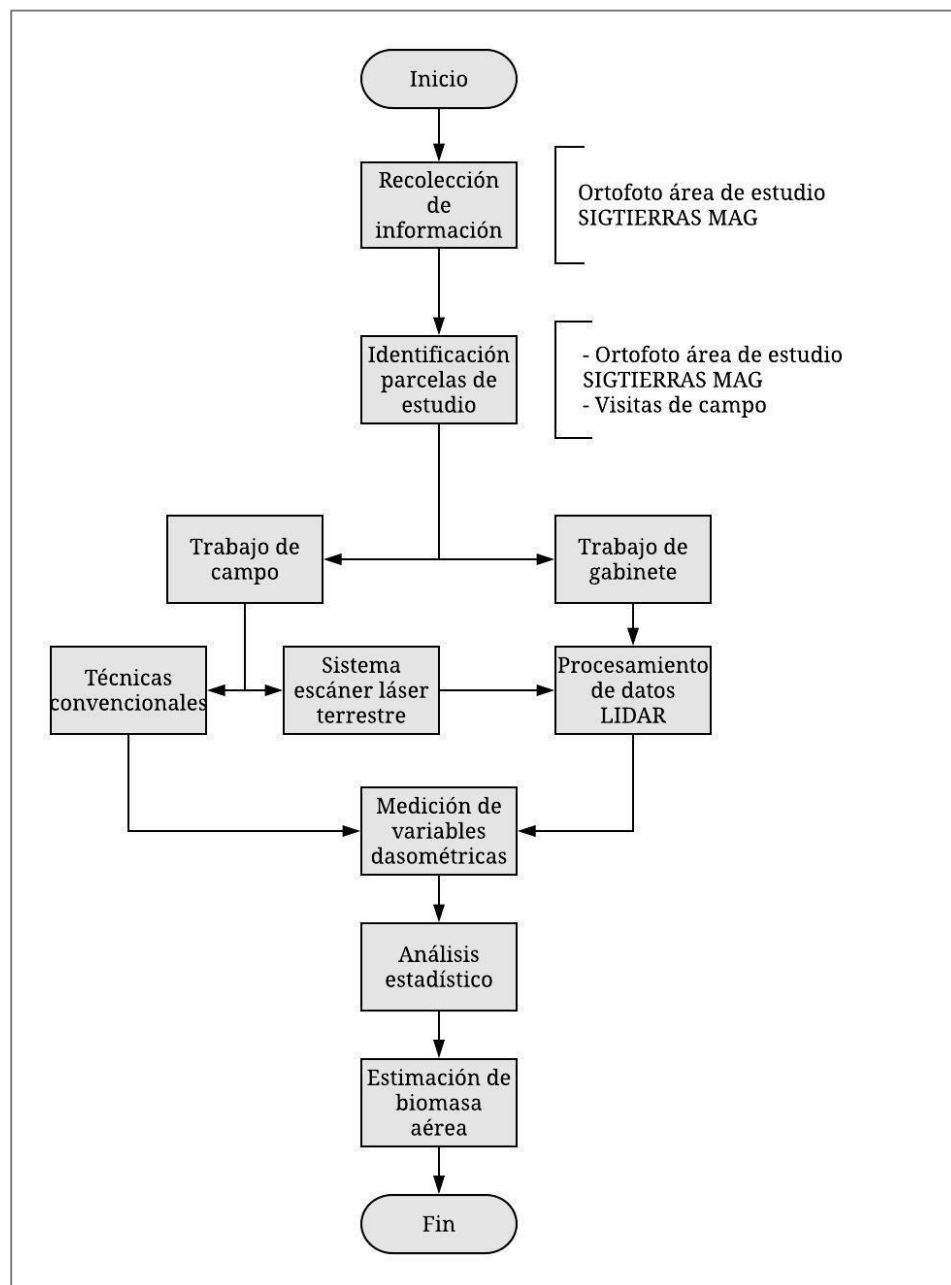 Inicio
Recolección
de
información
Ortofoto área de estudio
SIGTIERRAS MAG
Identificación
parcelas de
estudio
- Ortofoto área de estudio
SIGTIERRAS MAG
- Visitas de campo
Trabajo de
campo
Trabajo de
gabinete
Técnicas
convencionales
Sistema
escáner láser
terrestre
Procesamiento
de datos
LIDAR
Medición de
variables
dasométricas
Análisis
estadístico
Estimación de
biomasa
aérea
Fin